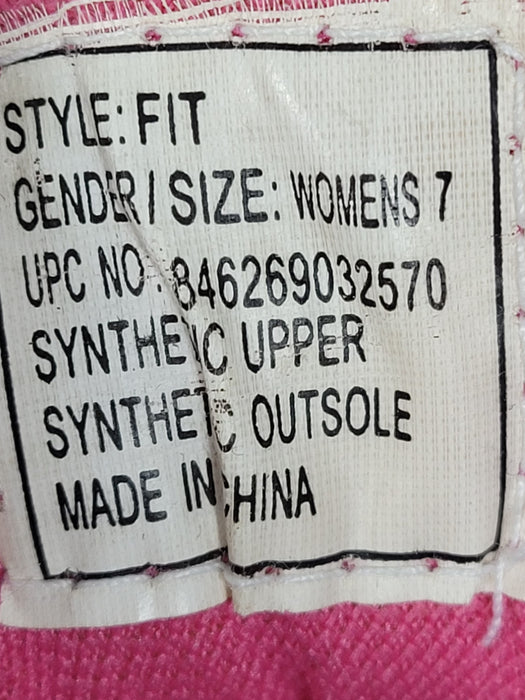 STYLE: FIT
GENDER / SIZE: WOMENS 7
UPC NO.: 846269032570
SYNTHETIC UPPER
SYNTHETIC OUTSOLE
MADE IN CHINA